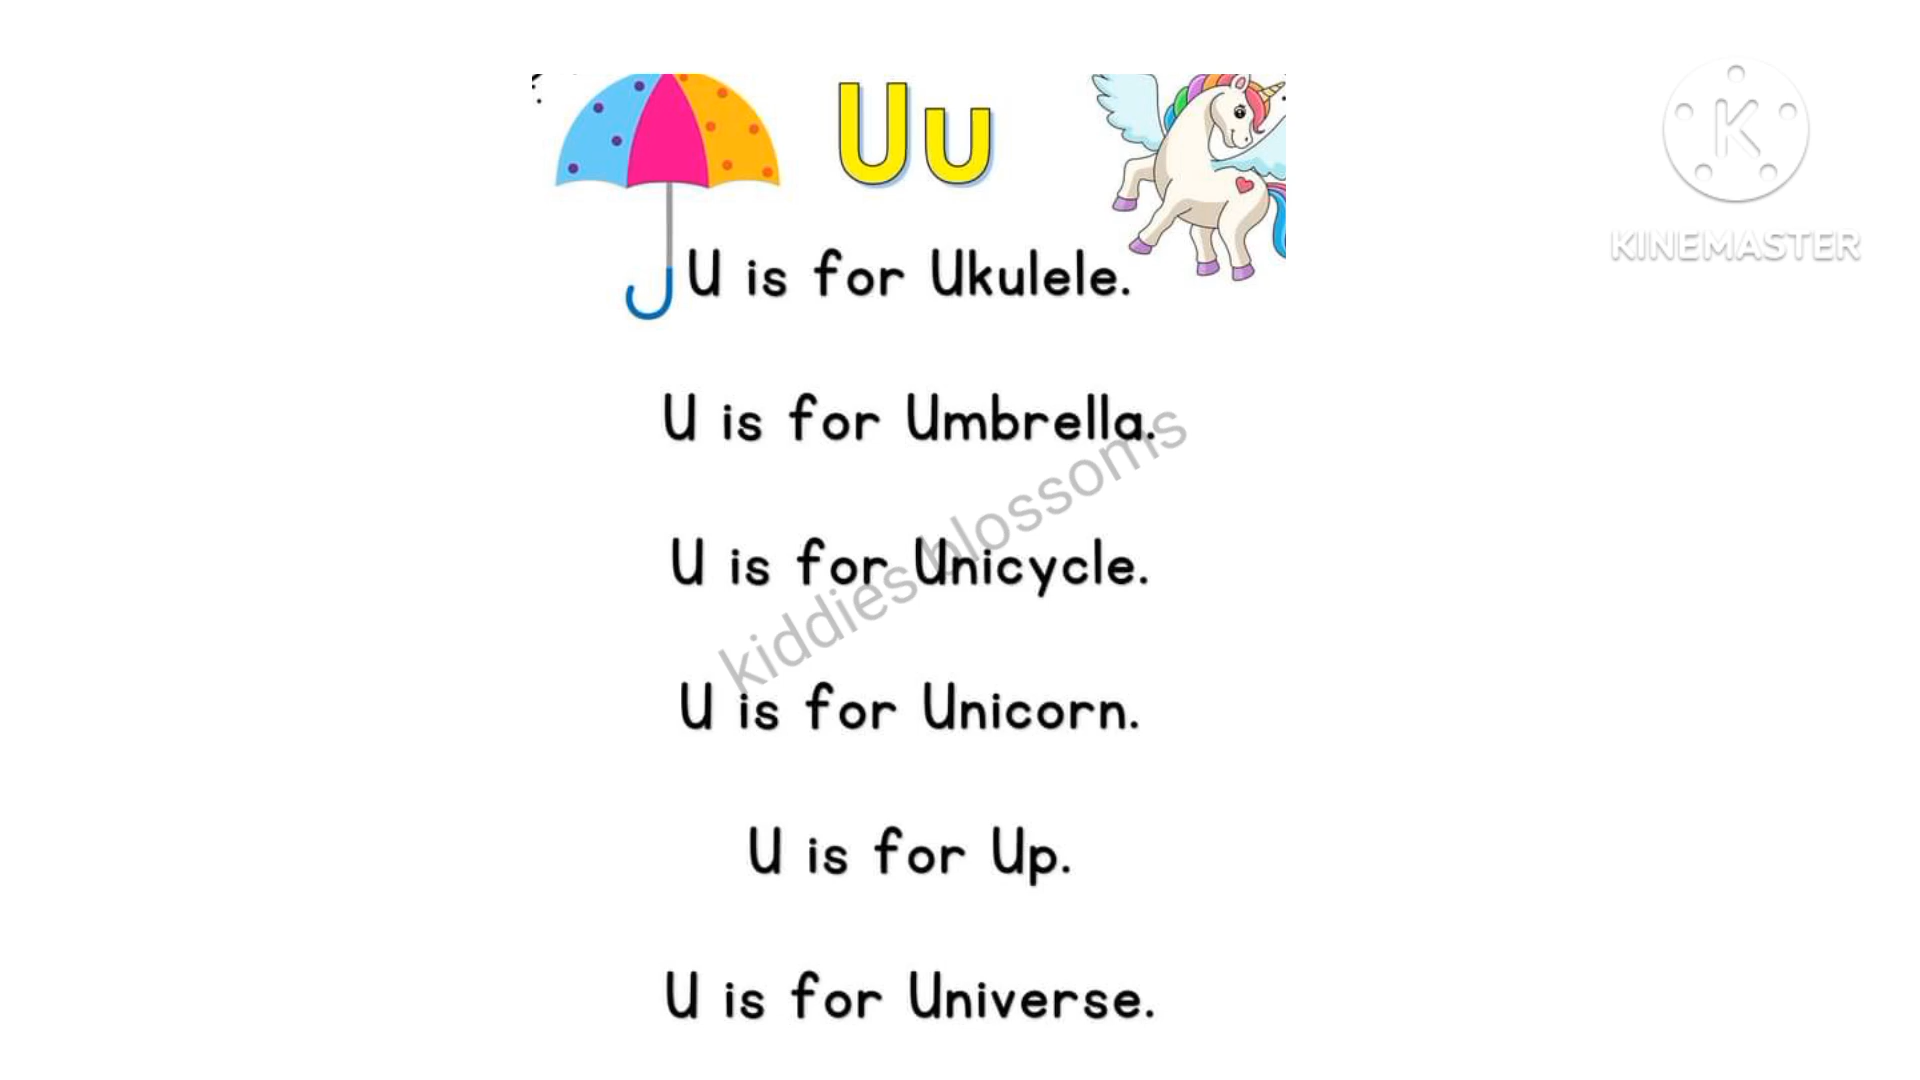 Uu
K
KINEMASTER
U is for Ukulele.
U is for Umbrella.
kiddies blossoms
U is for Unicycle.
U is for Unicorn.
U is for Up.
U is for Universe.